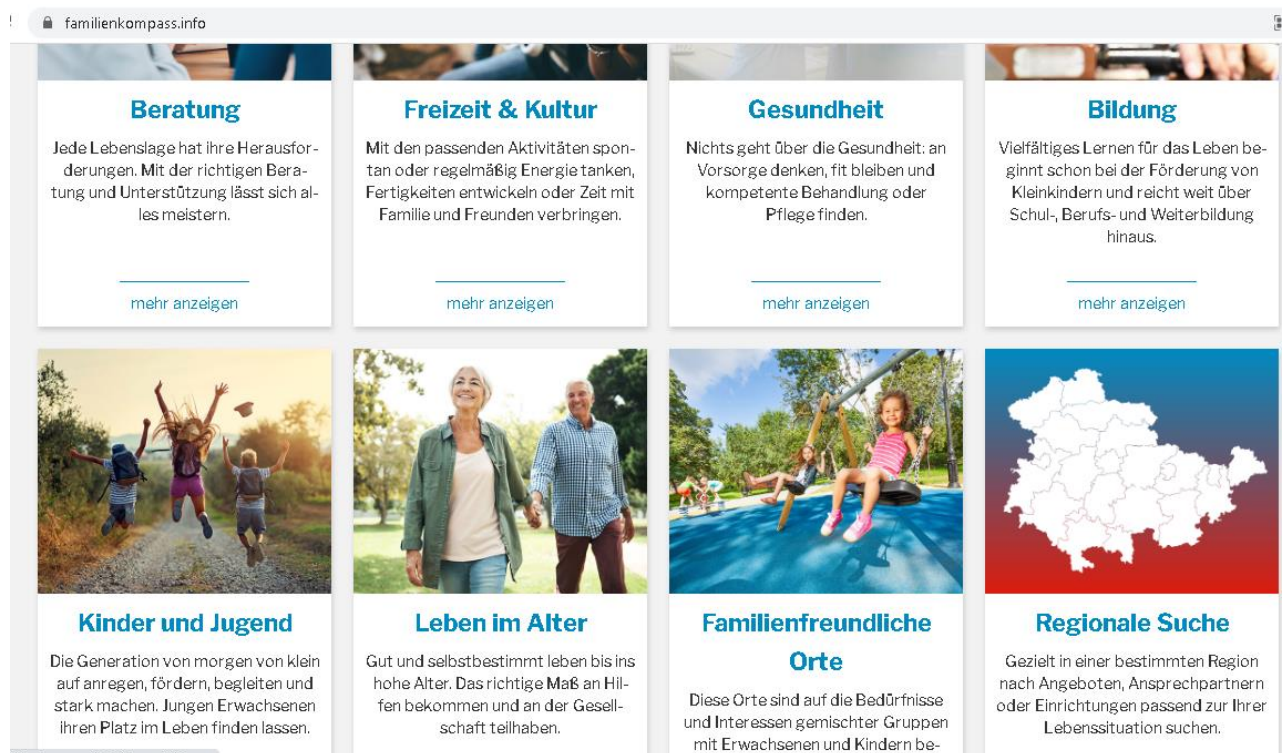 familienkompass.info
Beratung
Jede Lebenslage hat ihre Herausfor-
derungen. Mit der richtigen Bera-
tung und Unterstützung lässt sich al-
les meistern.
mehr anzeigen
Freizeit & Kultur
Mit den passenden Aktivitäten spon-
tan oder regelmäßig Energie tanken,
Fertigkeiten entwickeln oder Zeit mit
Familie und Freunden verbringen.
mehr anzeigen
Gesundheit
Nichts geht über die Gesundheit: an
Vorsorge denken, fit bleiben und
kompetente Behandlung oder
Pflege finden.
mehr anzeigen
Bildung
Vielfältiges Lernen für das Leben be-
ginnt schon bei der Förderung von
Kleinkindern und reicht weit über
Schul-, Berufs- und Weiterbildung
hinaus.
mehr anzeigen
Kinder und Jugend
Die Generation von morgen von klein
auf anregen, fördern, begleiten und
stark machen. Jungen Erwachsenen
ihren Platz im Leben finden lassen.
Leben im Alter
Gut und selbstbestimmt leben bis ins
hohe Alter. Das richtige Maß an Hil-
fen bekommen und an der Gesell-
schaft teilhaben.
Familienfreundliche
Orte
Diese Orte sind auf die Bedürfnisse
und Interessen gemischter Gruppen
mit Erwachsenen und Kindern be-
Regionale Suche
Gezielt in einer bestimmten Region
nach Angeboten, Ansprechpartnern
oder Einrichtungen passend zur Ihrer
Lebenssituation suchen.